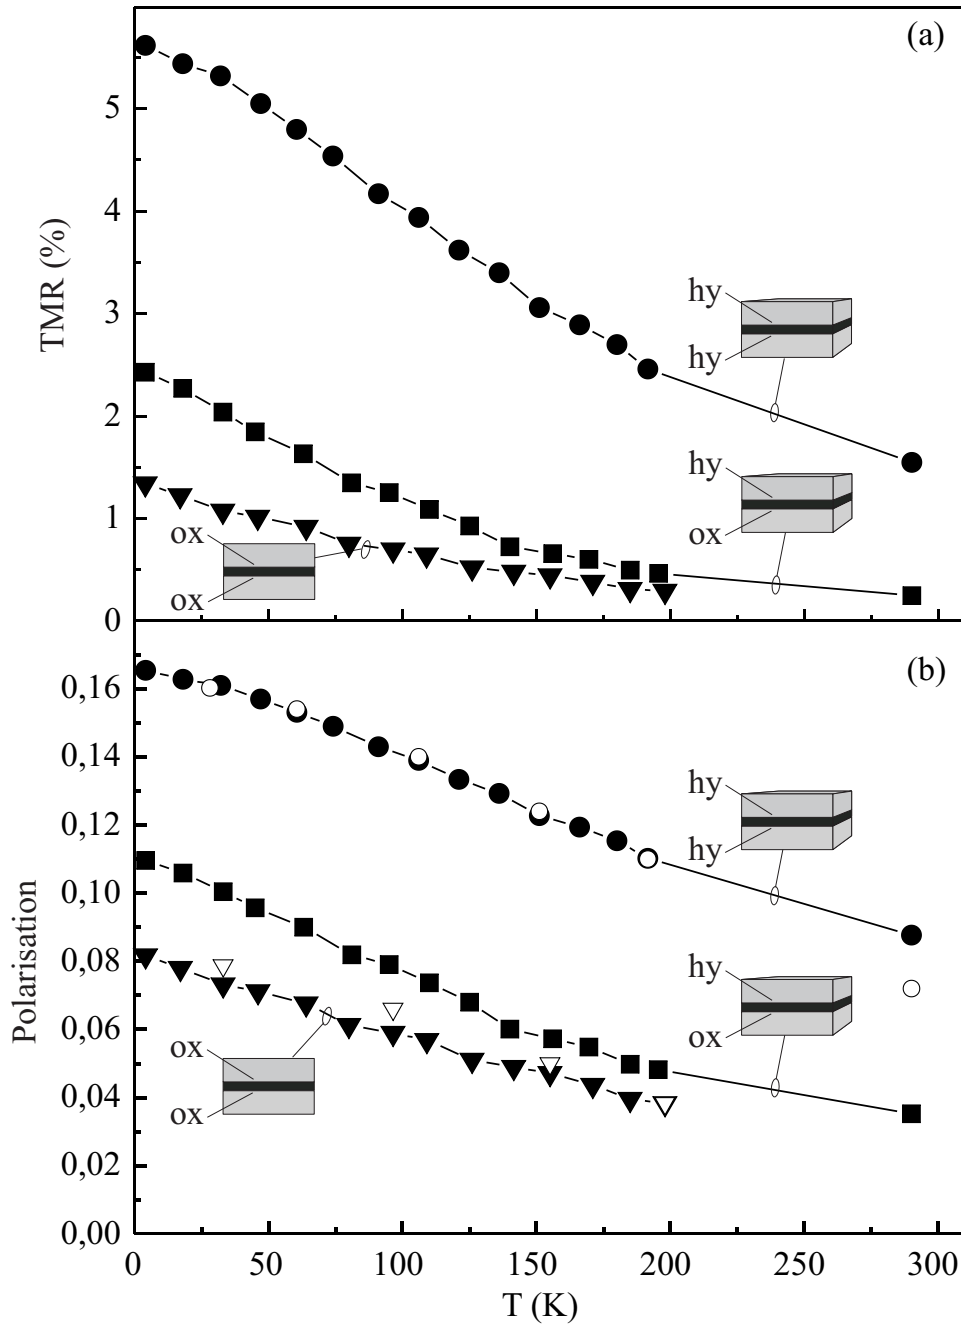 (a)
5
4
3
2
1
0
TMR (%)
hy
hy
hy
ox
ox
ox
(b)
0,16
0,14
0,12
0,10
0,08
0,06
0,04
0,02
0,00
Polarisation
hy
hy
hy
ox
ox
ox
0 50 100 150 200 250 300
T (K)